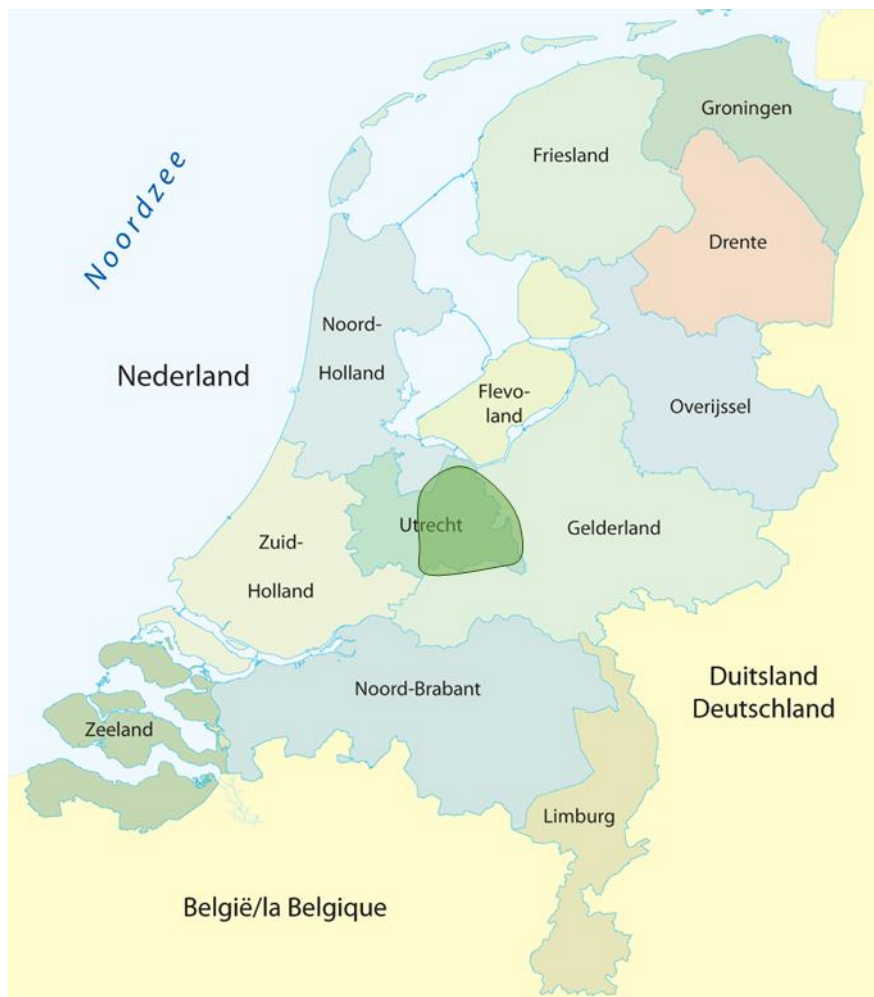 Groningen
Friesland
Noordzee
Drente
Noord-
Holland
Nederland
Flevo-
land
Overijssel
Utrecht
Gelderland
Zuid-
Holland
Noord-Brabant
Duitsland
Deutschland
Zeeland
Limburg
België/la Belgique